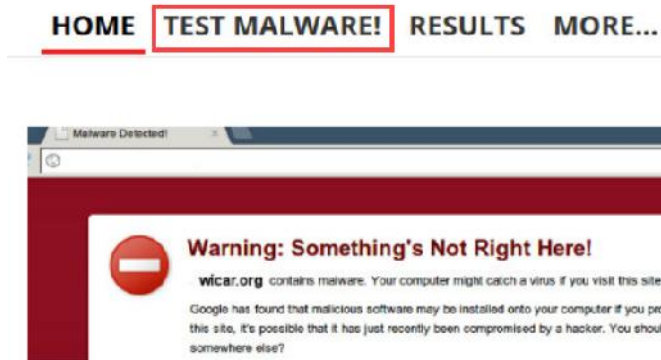 HOME TEST MALWARE! RESULTS MORE...
Malware Detected!
Warning: Something's Not Right Here!
wicar.org contains malware. Your computer might catch a virus if you visit this site
Google has found that malicious software may be installed onto your computer if you pro
this site, it's possible that it has just recently been compromised by a hacker. You shoul
somewhere else?